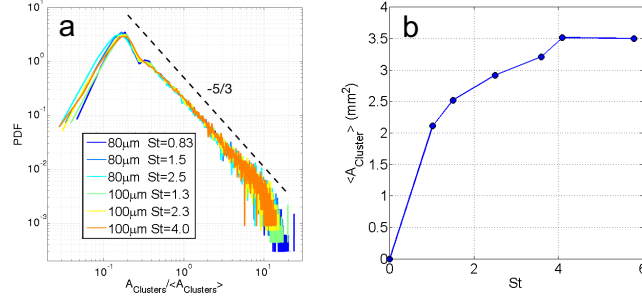 a
10^1
10^0
10^-1
10^-2
10^-3
PDF
-5/3
80μm St=0.83
80μm St=1.5
80μm St=2.5
100μm St=1.3
100μm St=2.3
100μm St=4.0
10^-1
10^0
10^1
A_Clusters/<A_Clusters>
b
4
3.5
3
2.5
2
1.5
1
0.5
0
<A_Cluster> (mm^2)
0
2
4
6
St